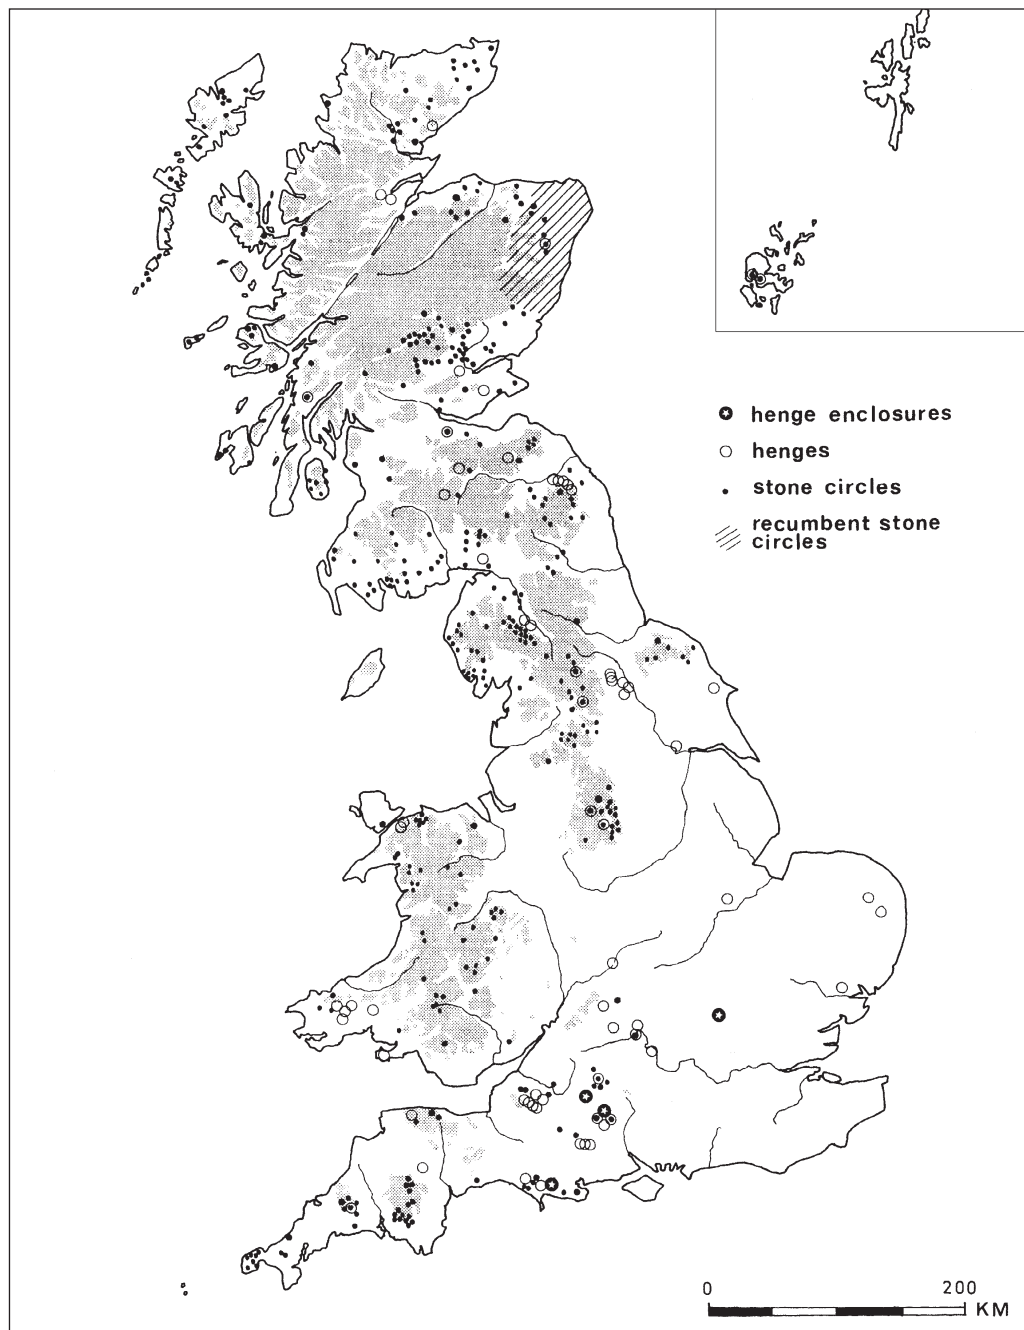 henge enclosures
henges
stone circles
recumbent stone
circles
0 200
KM